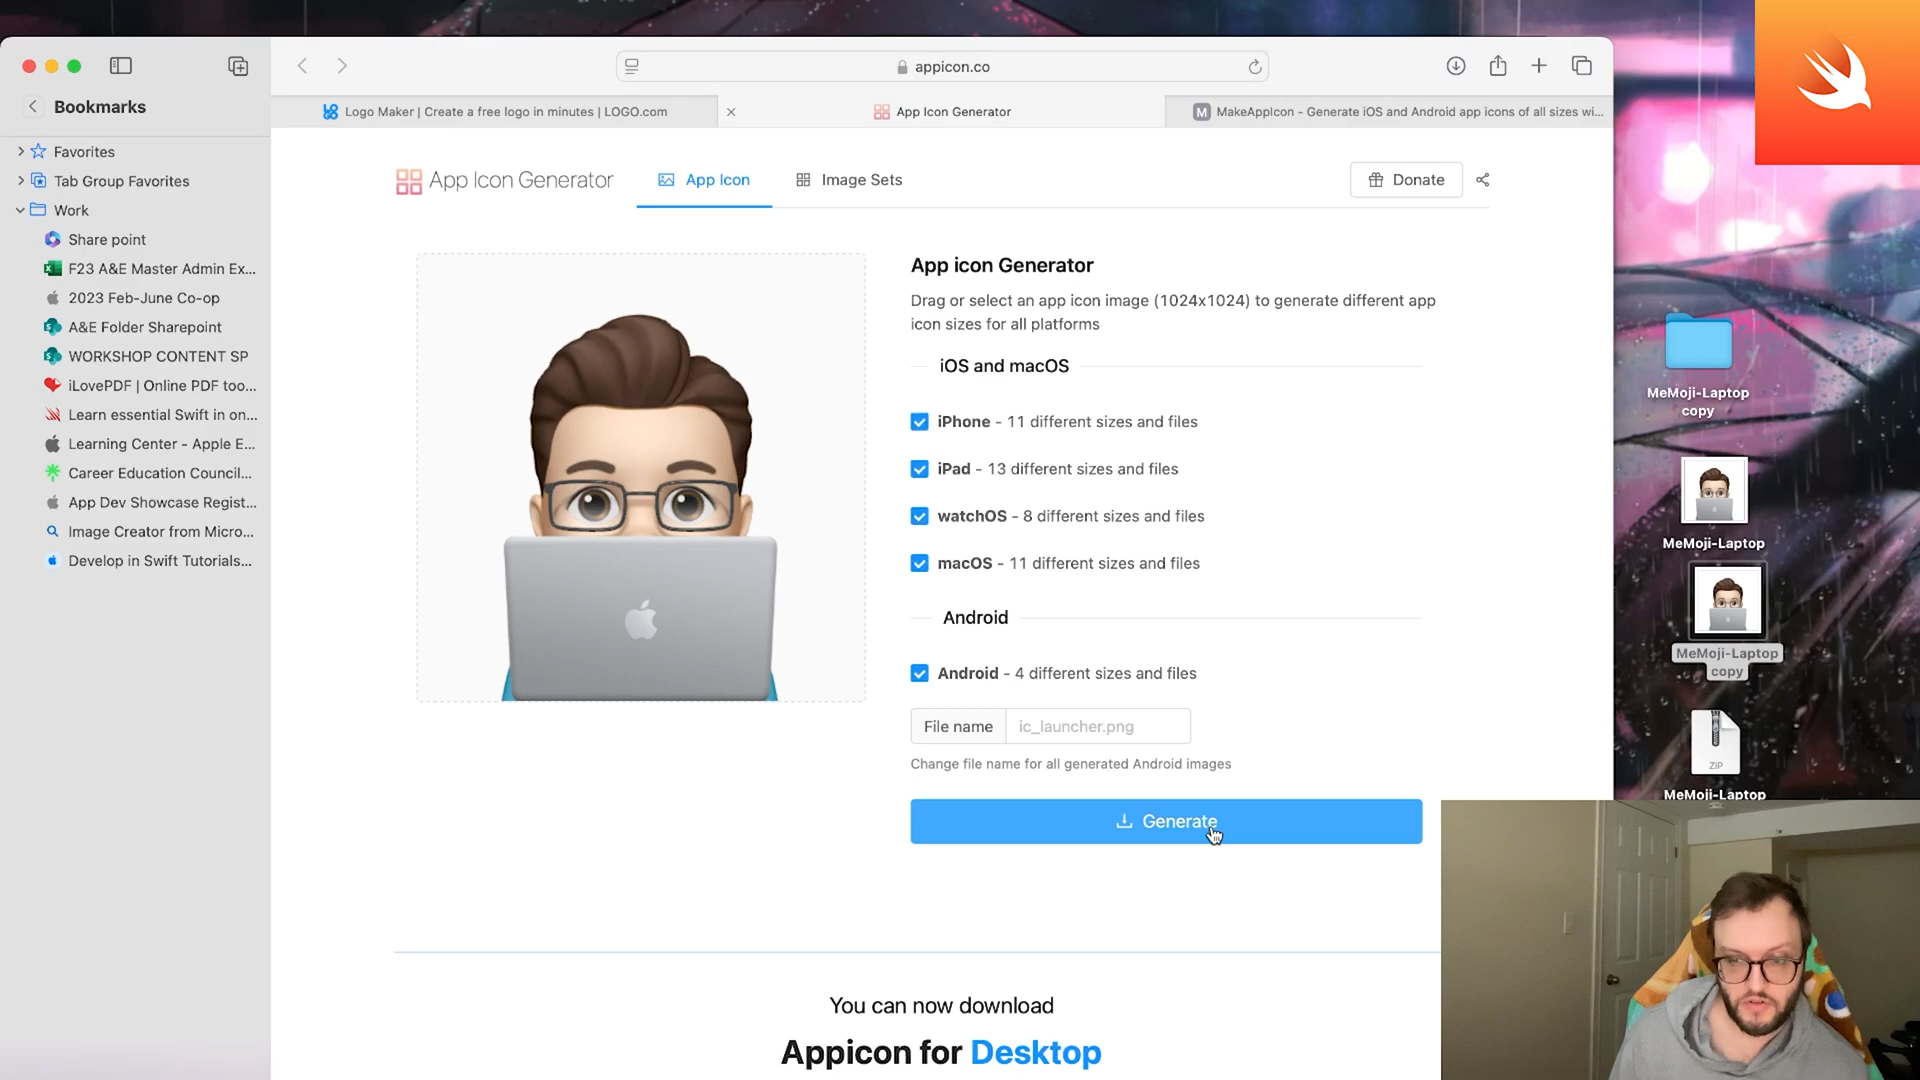 Bookmarks
Favorites
Tab Group Favorites
Work
Share point
F23 A&E Master Admin Ex...
2023 Feb-June Co-op
A&E Folder Sharepoint
WORKSHOP CONTENT SP
iLovePDF | Online PDF too...
Learn essential Swift in on...
Learning Center - Apple E...
Career Education Council...
App Dev Showcase Regist...
Image Creator from Micro...
Develop in Swift Tutorials...
appicon.co
Logo Maker | Create a free logo in minutes | LOGO.com
App Icon Generator
M
MakeAppIcon - Generate iOS and Android app icons of all sizes wi...
App Icon Generator
App Icon
Image Sets
Donate
App icon Generator
Drag or select an app icon image (1024x1024) to generate different app
icon sizes for all platforms
iOS and macOS
iPhone - 11 different sizes and files
iPad - 13 different sizes and files
watchOS - 8 different sizes and files
macOS - 11 different sizes and files
Android
Android - 4 different sizes and files
File name
ic_launcher.png
Change file name for all generated Android images
Generate
You can now download
Appicon for Desktop
MeMoji-Laptop
copy
MeMoji-Laptop
MeMoji-Laptop
copy
ZIP
MeMoji-Laptop